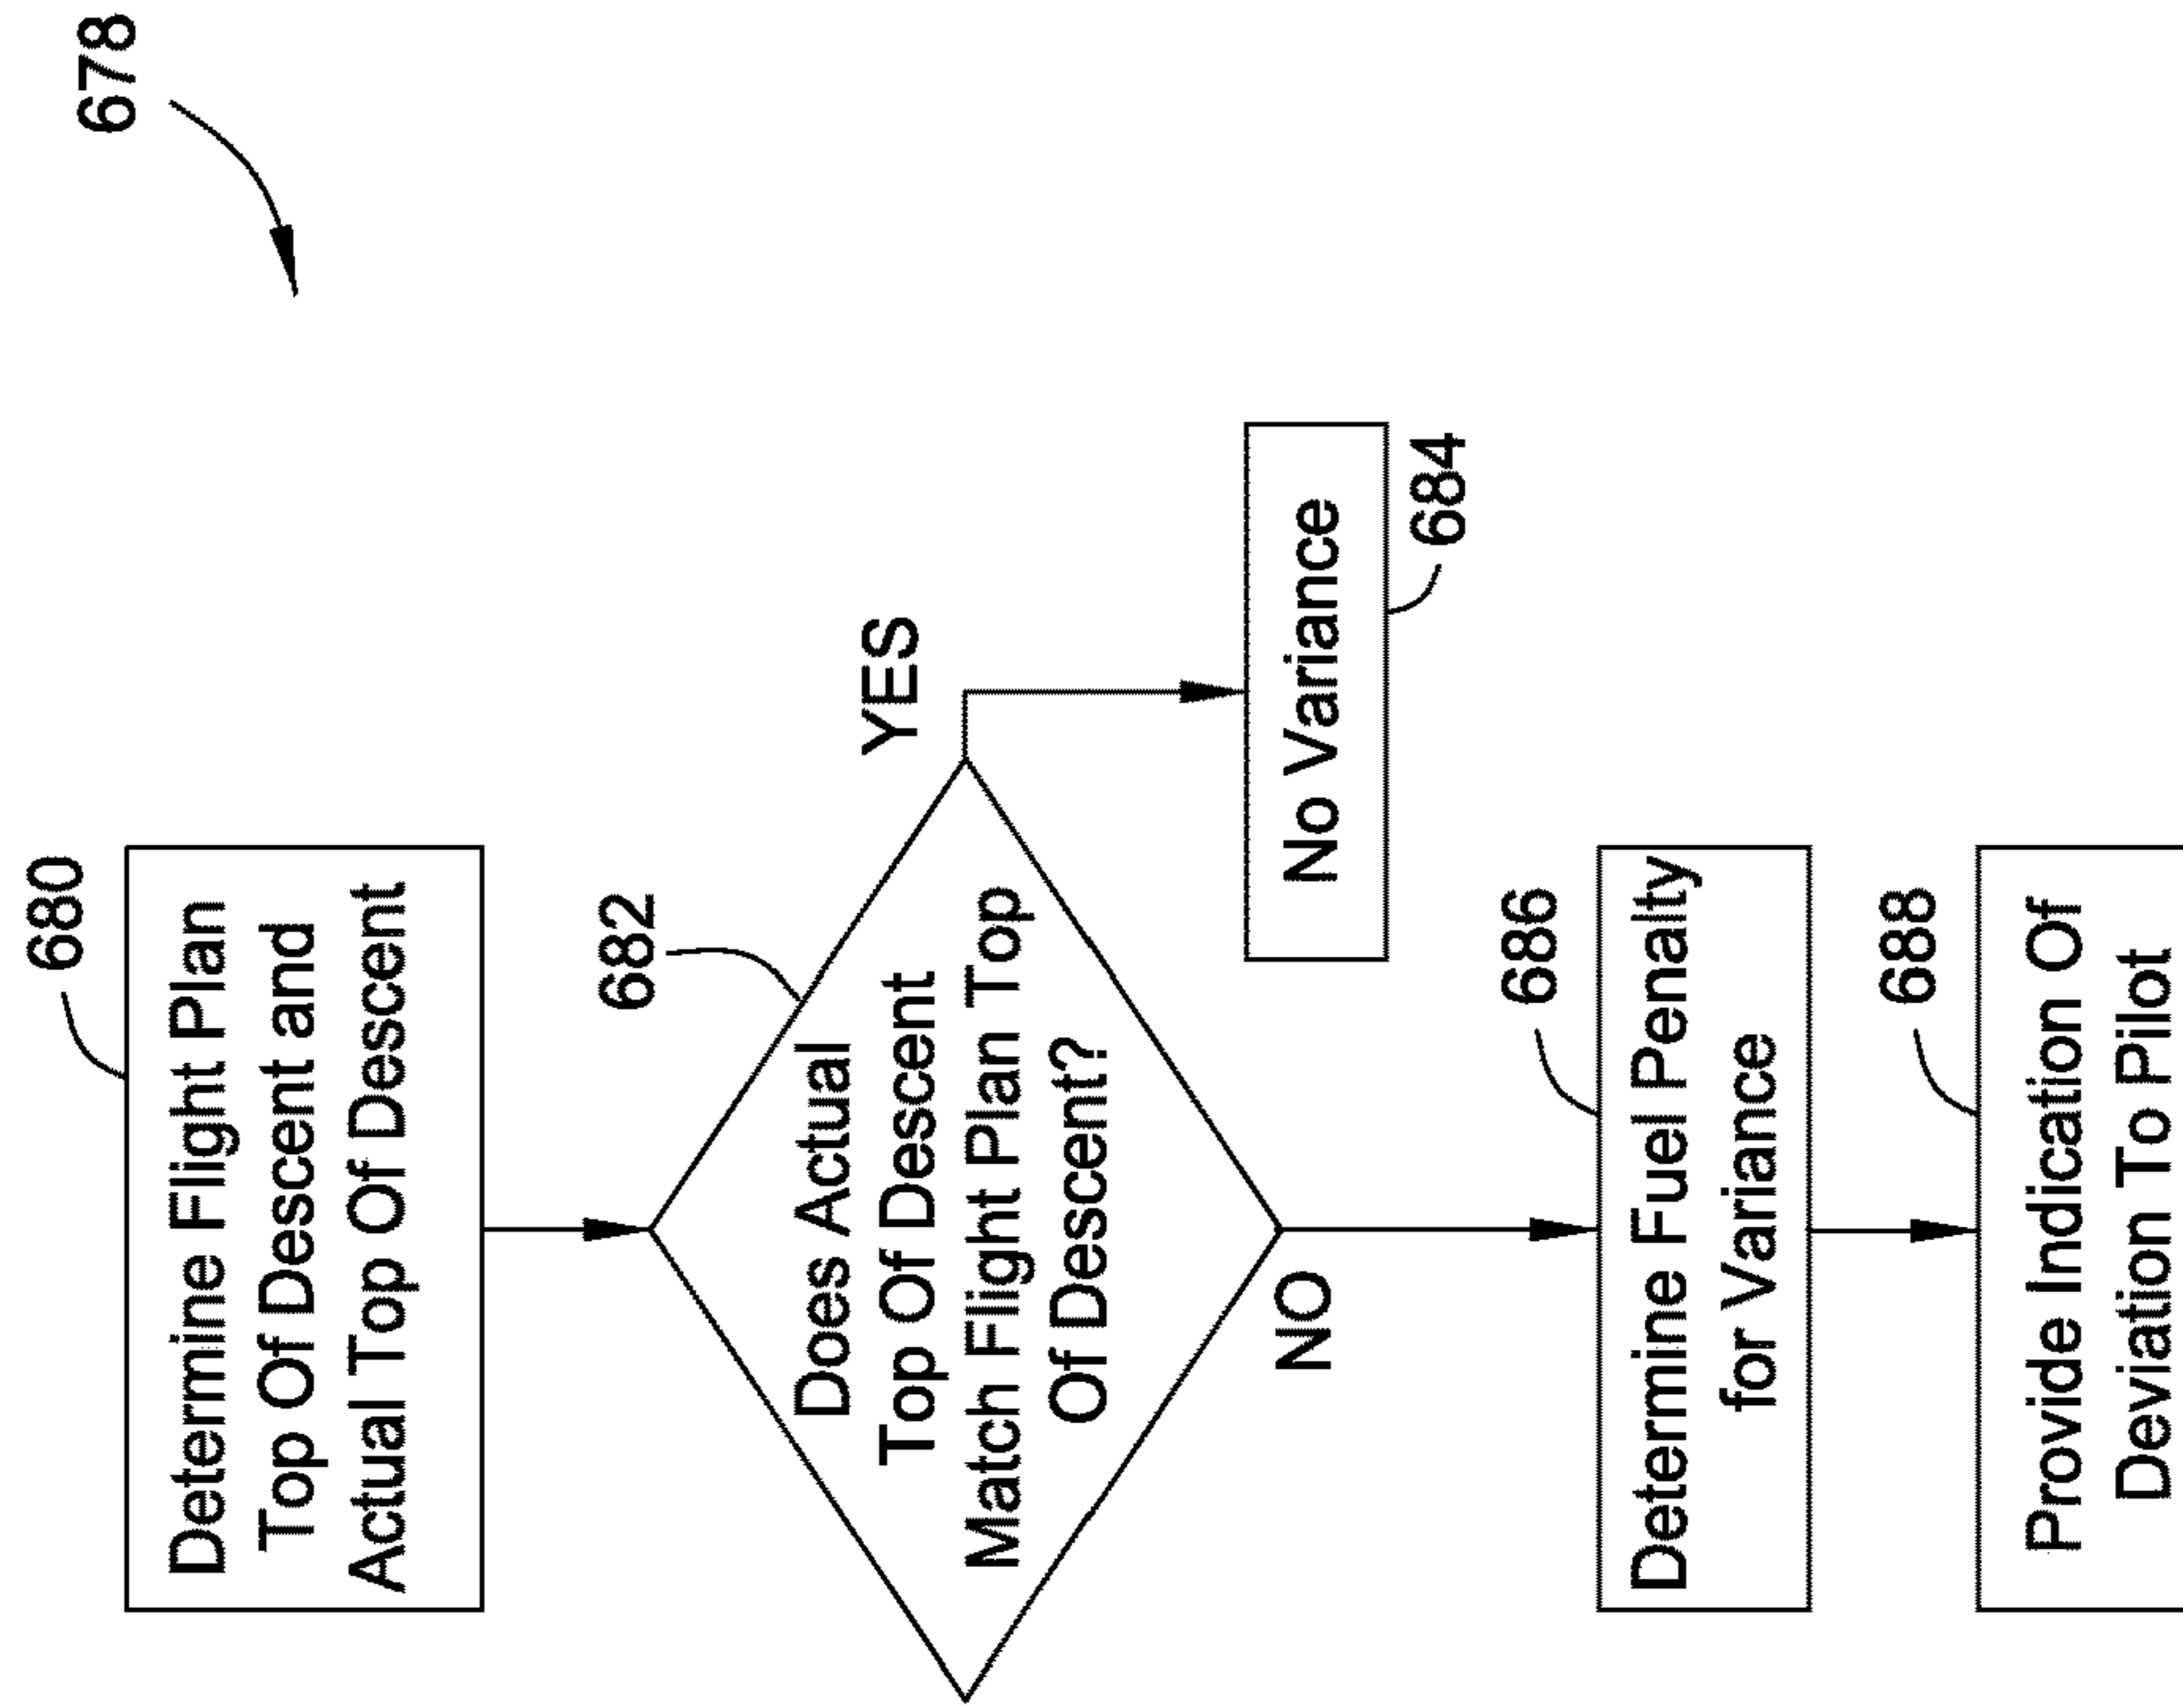 678
680
Determine Flight Plan
Top Of Descent and
Actual Top Of Descent
682
Does Actual
Top Of Descent
Match Flight Plan Top
Of Descent?
YES
No Variance
684
NO
686
Determine Fuel Penalty
for Variance
688
Provide Indication Of
Deviation To Pilot